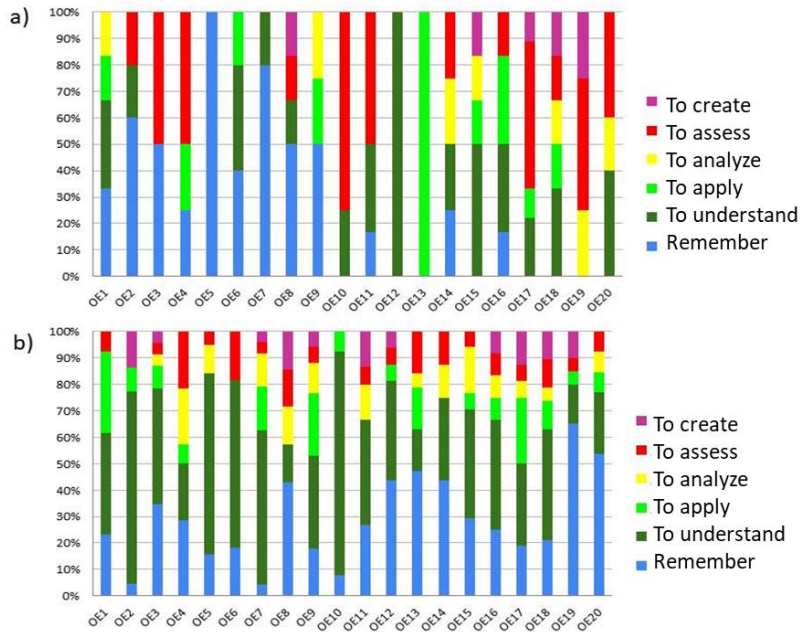 a)
100%
90%
80%
70%
60%
50%
40%
30%
20%
10%
0%
OE1 OE2 OE3 OE4 OE5 OE6 OE7 OE8 OE9 OE10 OE11 OE12 OE13 OE14 OE15 OE16 OE17 OE18 OE19 OE20
To create
To assess
To analyze
To apply
To understand
Remember
b)
100%
90%
80%
70%
60%
50%
40%
30%
20%
10%
0%
OE1 OE2 OE3 OE4 OE5 OE6 OE7 OE8 OE9 OE10 OE11 OE12 OE13 OE14 OE15 OE16 OE17 OE18 OE19 OE20
To create
To assess
To analyze
To apply
To understand
Remember